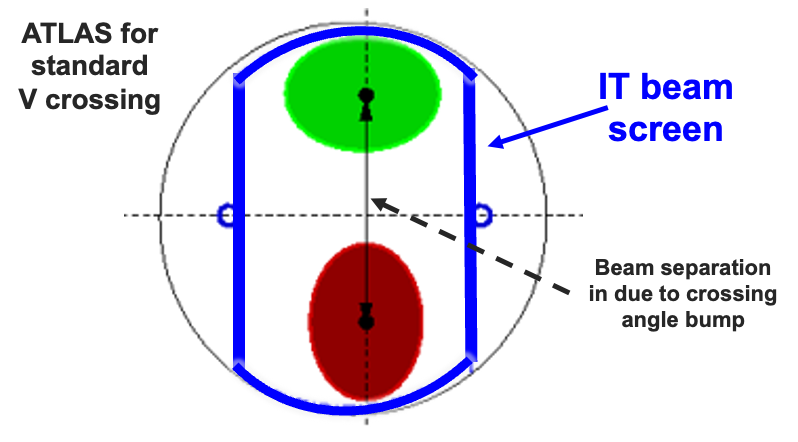 ATLAS for
standard
V crossing
IT beam
screen
Beam separation
in due to crossing
angle bump